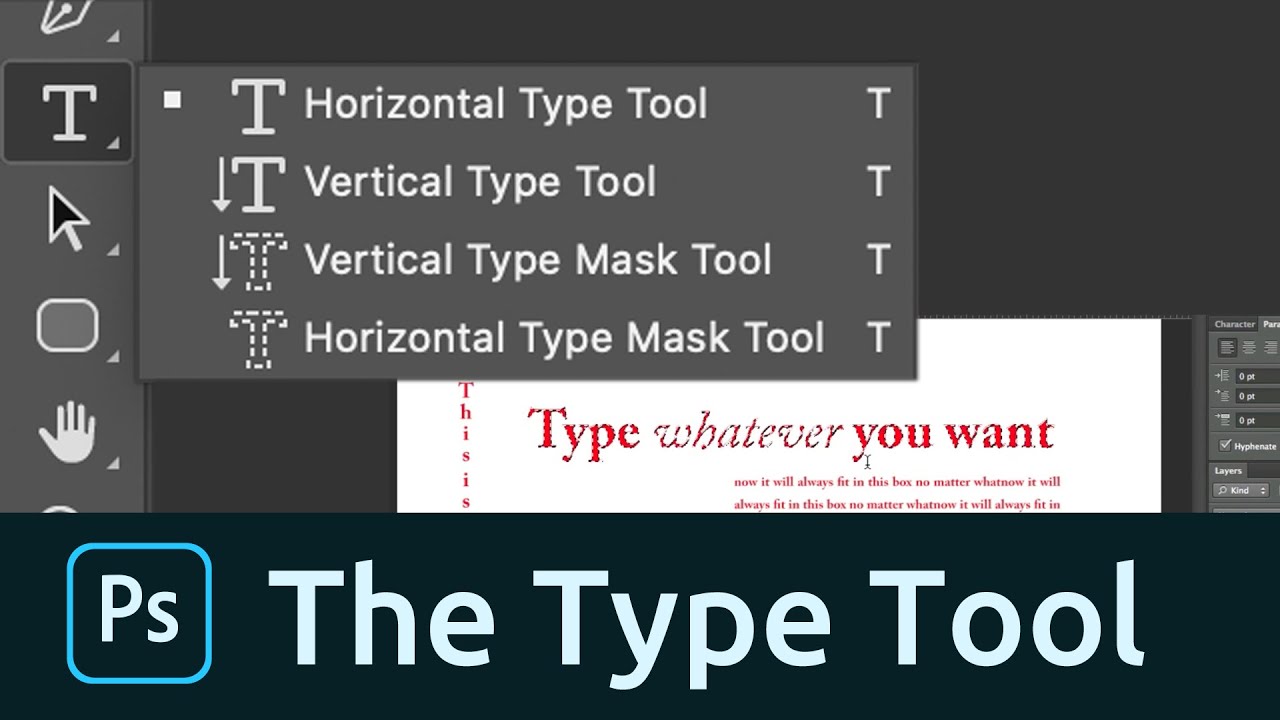 T
Horizontal Type Tool T
Vertical Type Tool T
Vertical Type Mask Tool T
Horizontal Type Mask Tool T
Character Para
0 pt
0 pt
0 pt
Hyphenate
Layers
Kind
T
h
i
s
i
s
Type whatever you want
now it will always fit in this box no matter whatnow it will
always fit in this box no matter whatnow it will always fit in
Ps The Type Tool